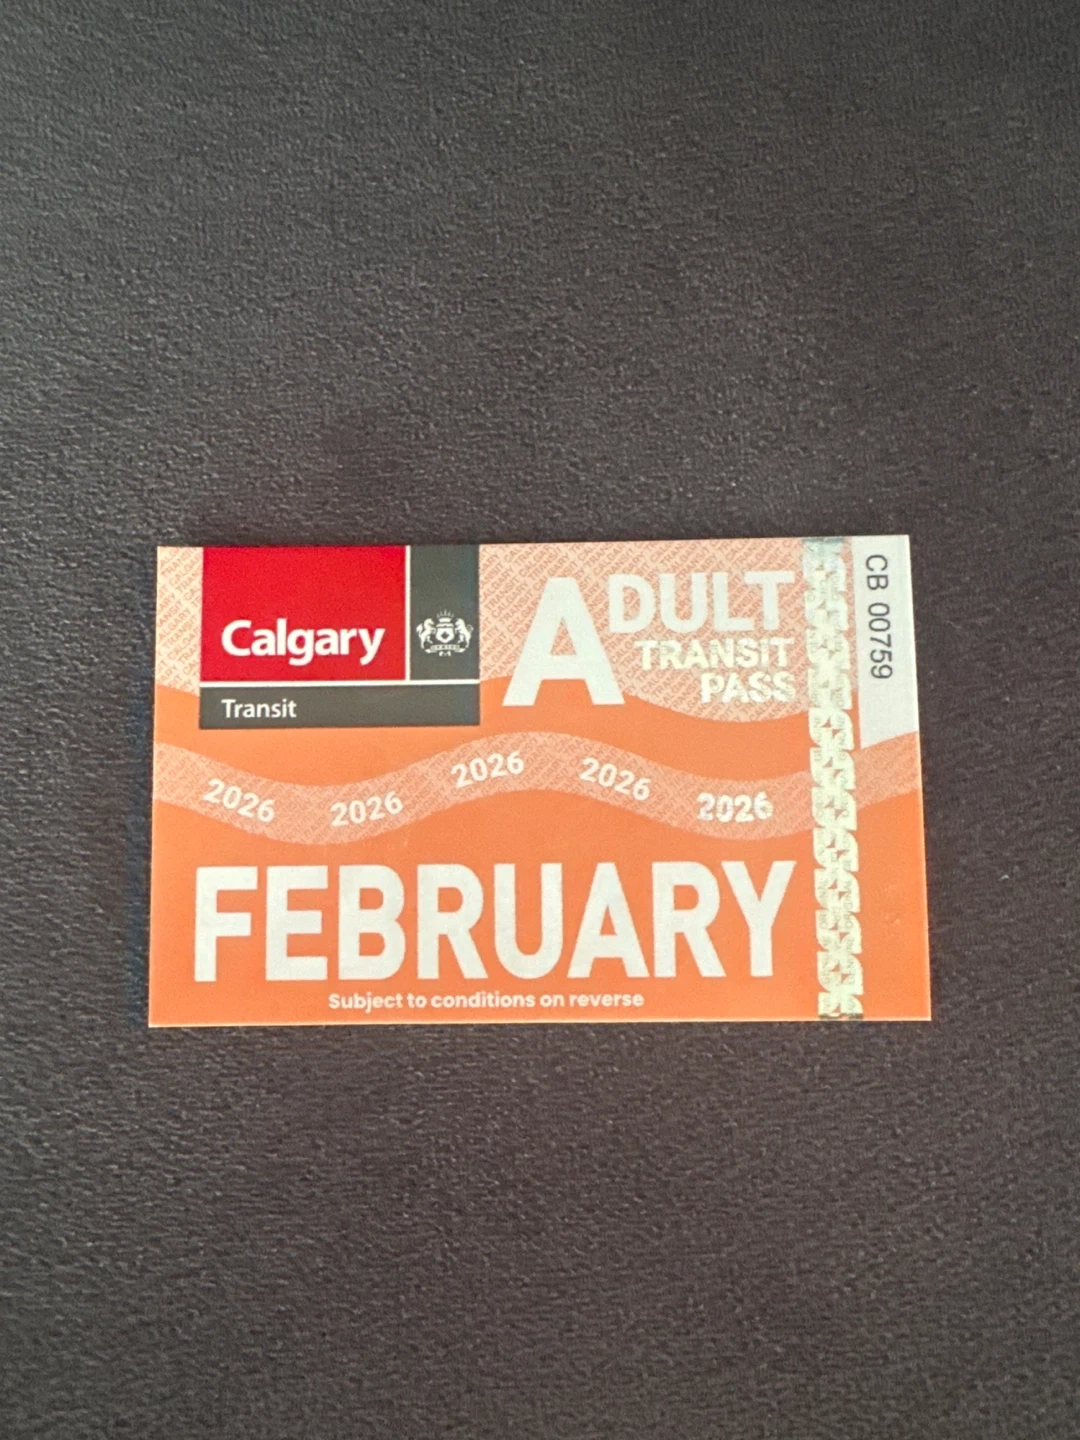 Calgary
Transit
ADULT
TRANSIT
PASS
CB 00759
2026 2026 2026 2026 2026
FEBRUARY
Subject to conditions on reverse